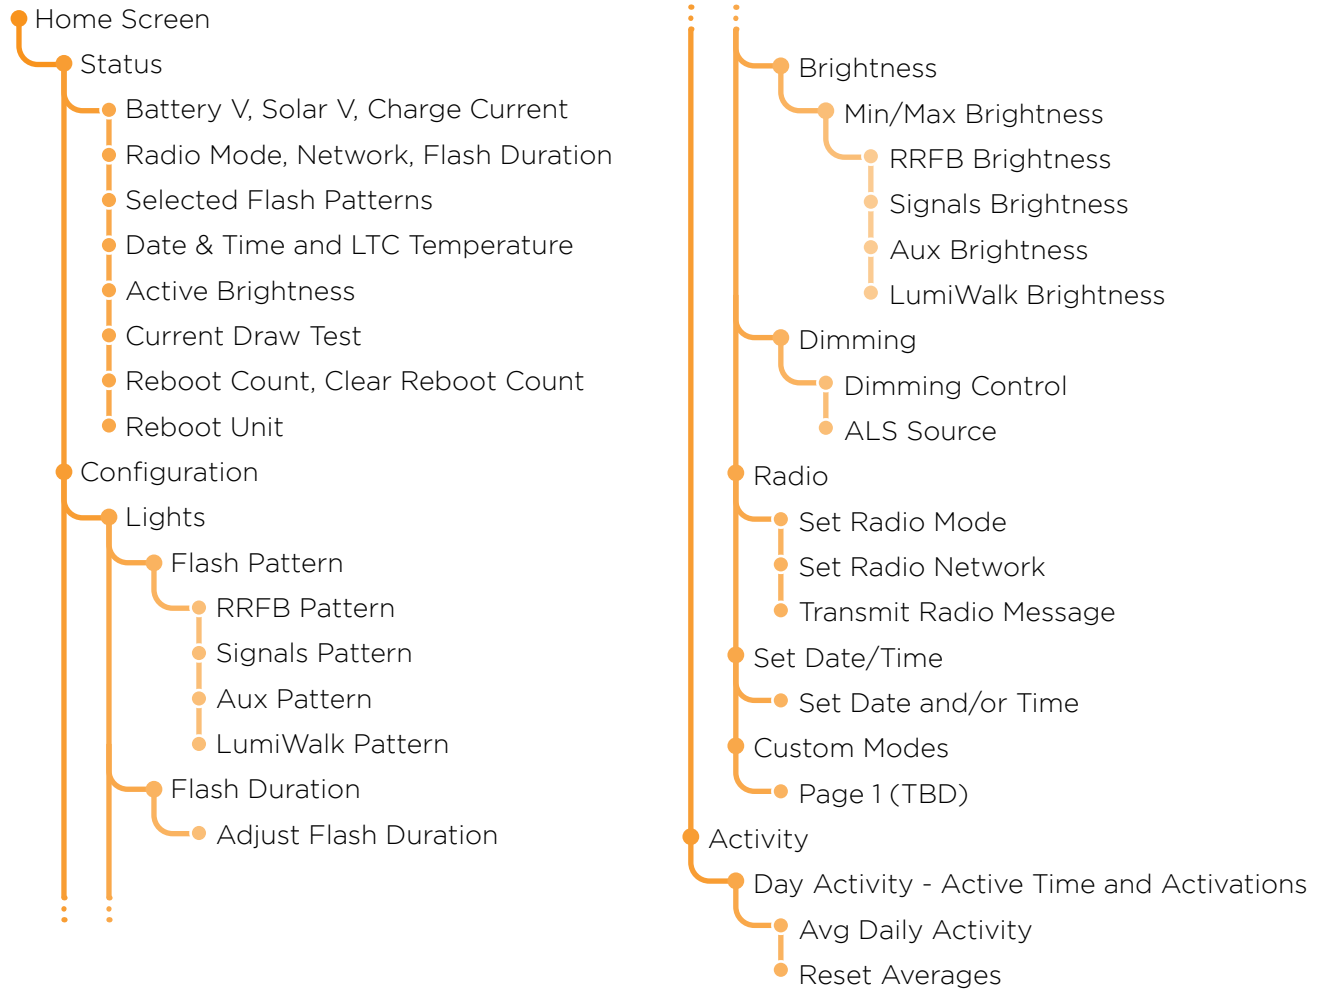 Home Screen
Status
Battery V, Solar V, Charge Current
Radio Mode, Network, Flash Duration
Selected Flash Patterns
Date & Time and LTC Temperature
Active Brightness
Current Draw Test
Reboot Count, Clear Reboot Count
Reboot Unit
Configuration
Lights
Flash Pattern
RRFB Pattern
Signals Pattern
Aux Pattern
LumiWalk Pattern
Flash Duration
Adjust Flash Duration
Brightness
Min/Max Brightness
RRFB Brightness
Signals Brightness
Aux Brightness
LumiWalk Brightness
Dimming
Dimming Control
ALS Source
Radio
Set Radio Mode
Set Radio Network
Transmit Radio Message
Set Date/Time
Set Date and/or Time
Custom Modes
Page 1 (TBD)
Activity
Day Activity - Active Time and Activations
Avg Daily Activity
Reset Averages